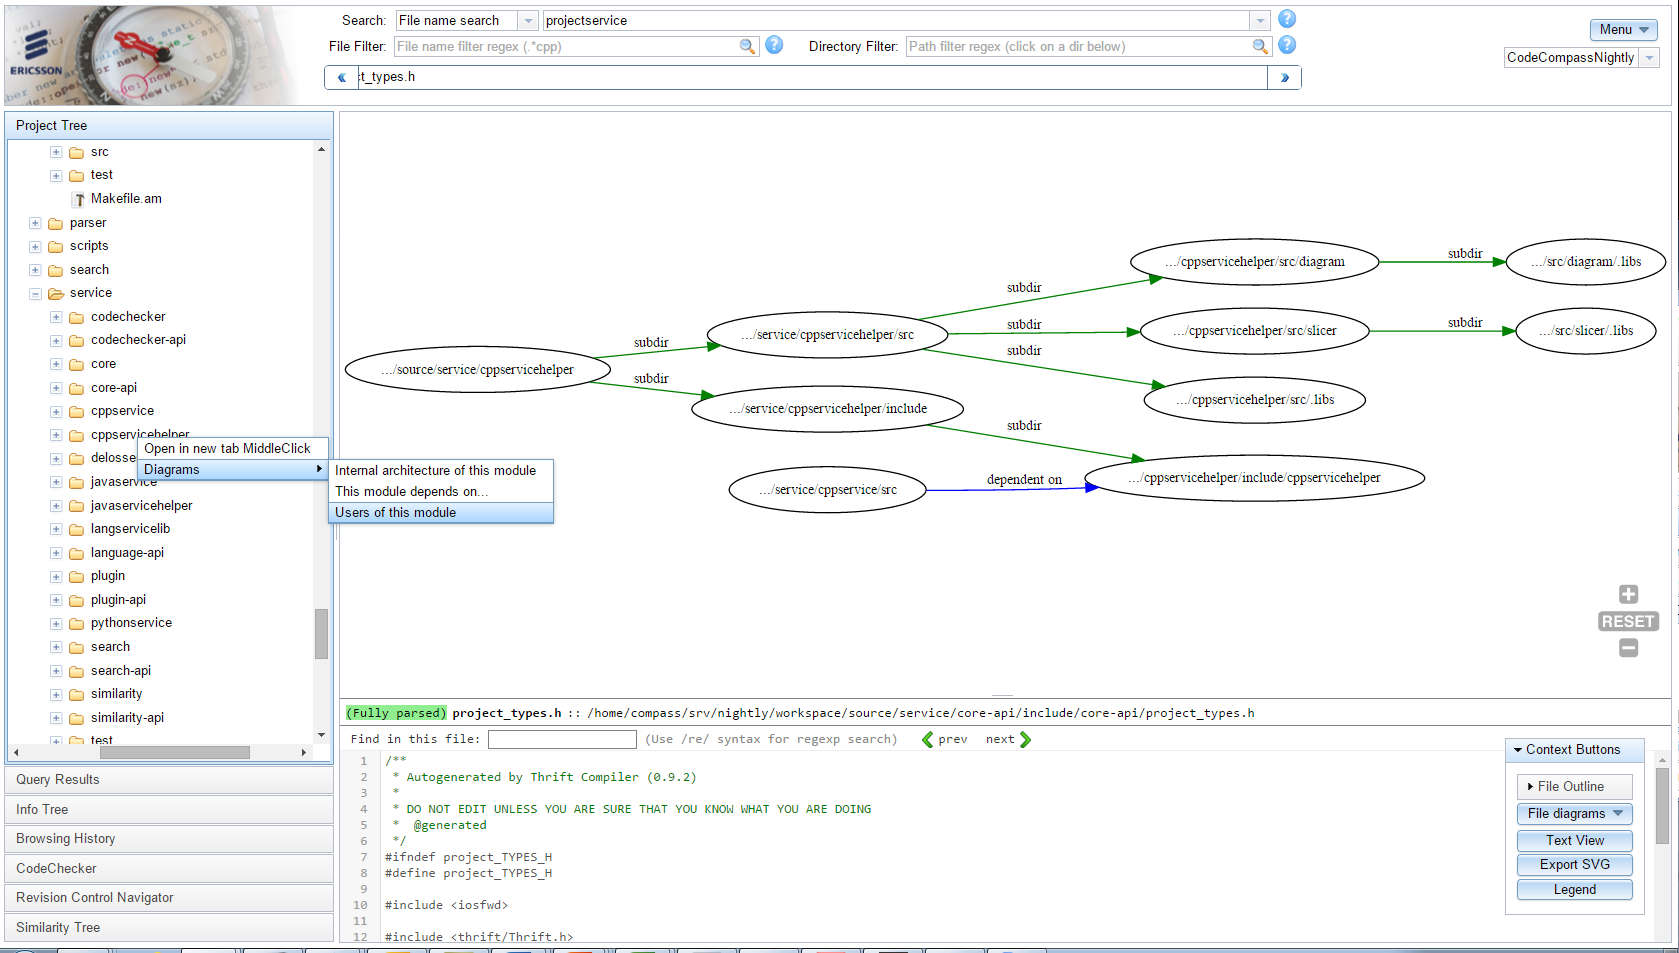 ERICSSON
Search:
File name search
projectservice
File Filter:
File name filter regex (.*cpp)
Directory Filter:
Path filter regex (click on a dir below)
Menu
CodeCompassNightly
«
t_types.h
»
Project Tree
src
test
Makefile.am
parser
scripts
search
service
codechecker
codechecker-api
core
core-api
cppservice
cppservicehelper
delosse
javaservice
javaservicehelper
langservicelib
language-api
plugin
plugin-api
pythonservice
search
search-api
similarity
similarity-api
test
Open in new tab MiddleClick
Diagrams
Internal architecture of this module
This module depends on...
Users of this module
Query Results
Info Tree
Browsing History
CodeChecker
Revision Control Navigator
Similarity Tree
.../source/service/cppservicehelper
subdir
subdir
.../service/cppservicehelper/src
.../service/cppservicehelper/include
subdir
subdir
subdir
subdir
.../cppservicehelper/src/diagram
.../cppservicehelper/src/slicer
.../cppservicehelper/src/.libs
subdir
subdir
.../src/diagram/.libs
.../src/slicer/.libs
.../service/cppservice/src
dependent on
.../cppservicehelper/include/cppservicehelper
RESET
(Fully parsed) project_types.h :: /home/compass/srv/nightly/workspace/source/service/core-api/include/core-api/project_types.h
Find in this file: (Use /re/ syntax for regexp search) prev next
1 /**
2 * Autogenerated by Thrift Compiler (0.9.2)
3 *
4 * DO NOT EDIT UNLESS YOU ARE SURE THAT YOU KNOW WHAT YOU ARE DOING
5 * @generated
6 */
7 #ifndef project_TYPES_H
8 #define project_TYPES_H
9
10 #include <iosfwd>
11
12 #include <thrift/Thrift.h>
Context Buttons
File Outline
File diagrams
Text View
Export SVG
Legend